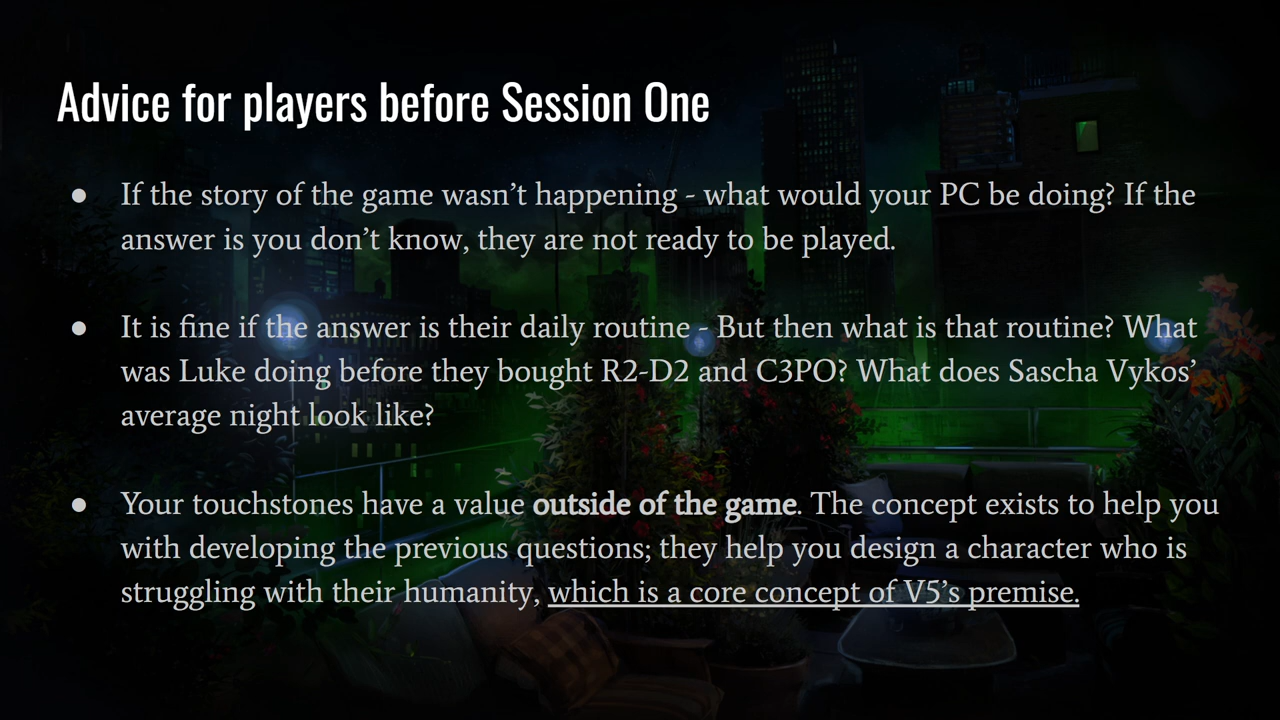 Advice for players before Session One
● If the story of the game wasn’t happening - what would your PC be doing? If the
answer is you don’t know, they are not ready to be played.
● It is fine if the answer is their daily routine - But then what is that routine? What
was Luke doing before they bought R2-D2 and C3PO? What does Sascha Vykos’
average night look like?
● Your touchstones have a value outside of the game. The concept exists to help you
with developing the previous questions; they help you design a character who is
struggling with their humanity, which is a core concept of V5’s premise.